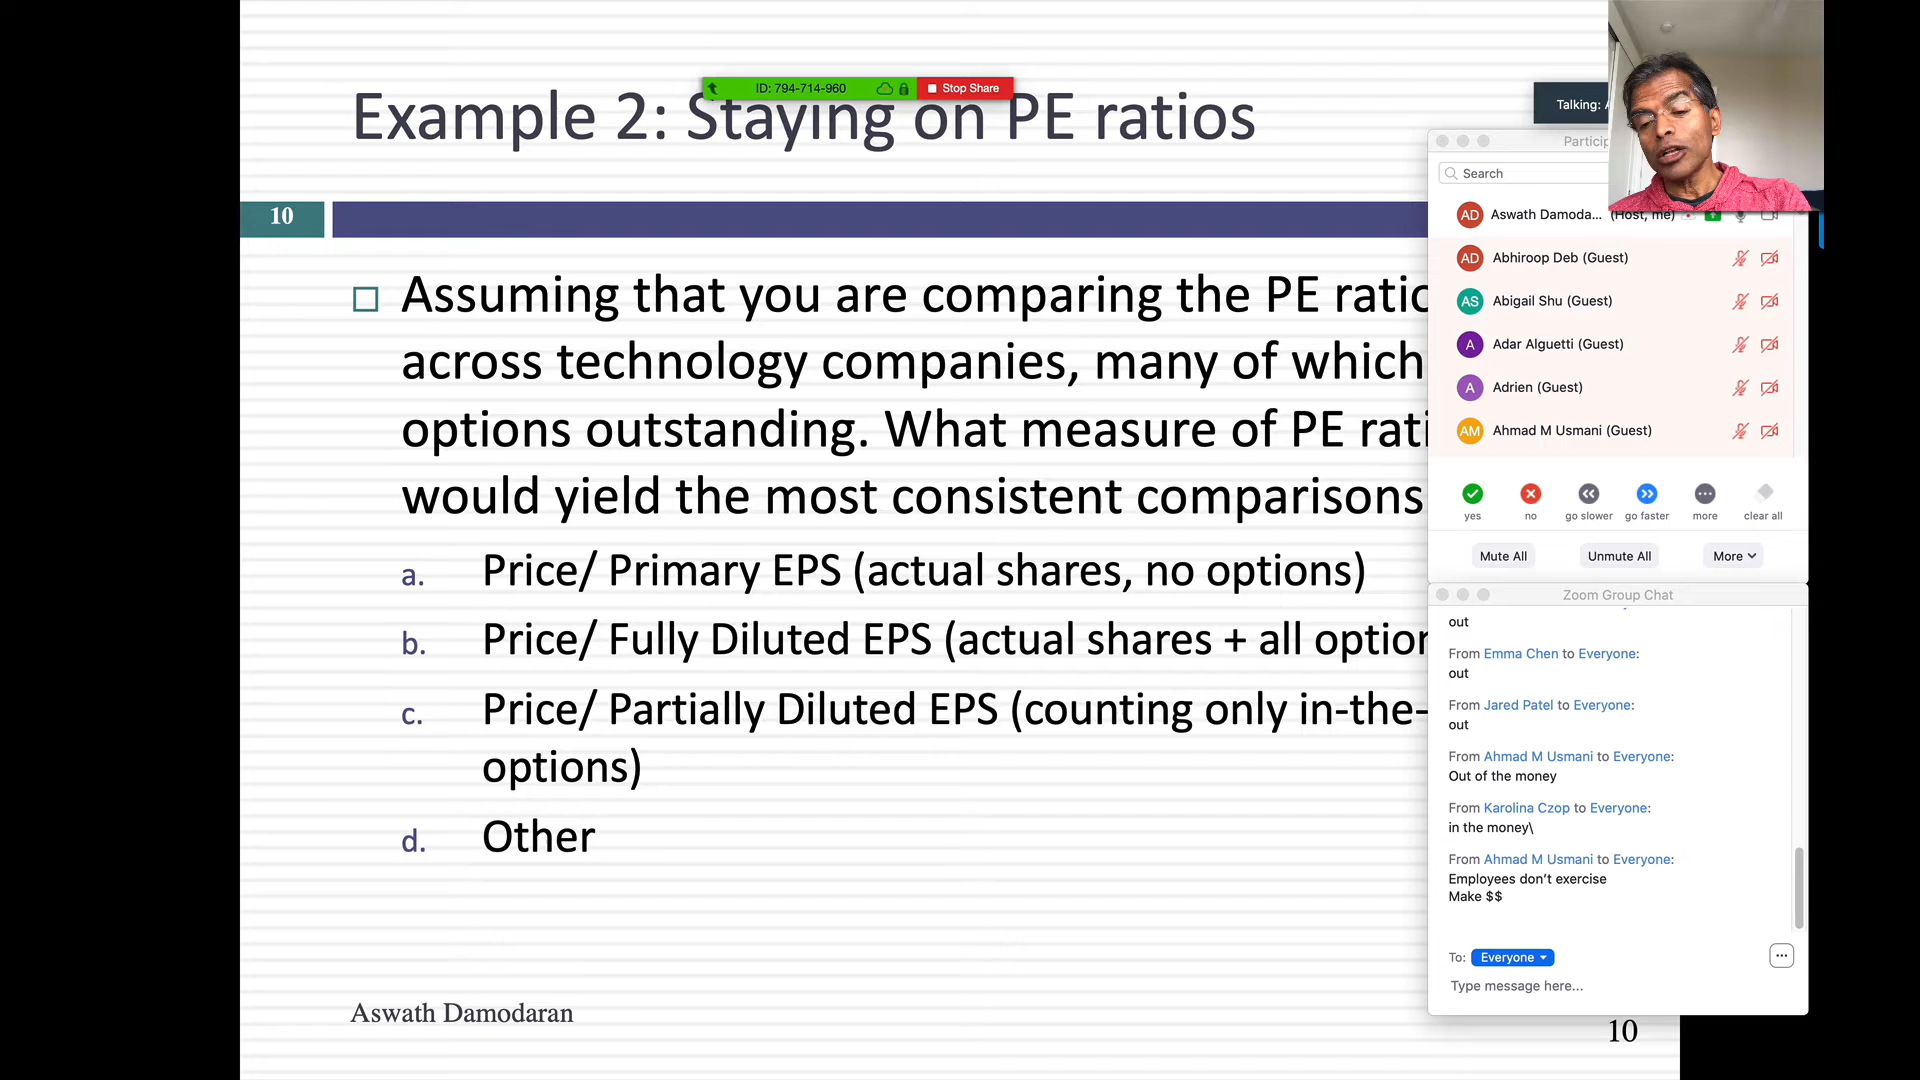 ID: 794-714-960
Stop Share
Example 2: Staying on PE ratios
10
Assuming that you are comparing the PE ratio
across technology companies, many of which
options outstanding. What measure of PE rati
would yield the most consistent comparisons
a. Price/ Primary EPS (actual shares, no options)
b. Price/ Fully Diluted EPS (actual shares + all option
c. Price/ Partially Diluted EPS (counting only in-the-
options)
d. Other
Aswath Damodaran
10
Talking:
Particip
Search
AD Aswath Damoda... (Host, me)
AD Abhiroop Deb (Guest)
AS Abigail Shu (Guest)
A Adar Alguetti (Guest)
A Adrien (Guest)
AM Ahmad M Usmani (Guest)
yes no go slower go faster more clear all
Mute All Unmute All More
Zoom Group Chat
out
From Emma Chen to Everyone:
out
From Jared Patel to Everyone:
out
From Ahmad M Usmani to Everyone:
Out of the money
From Karolina Czop to Everyone:
in the money\
From Ahmad M Usmani to Everyone:
Employees don’t exercise
Make $$
To: Everyone
Type message here...